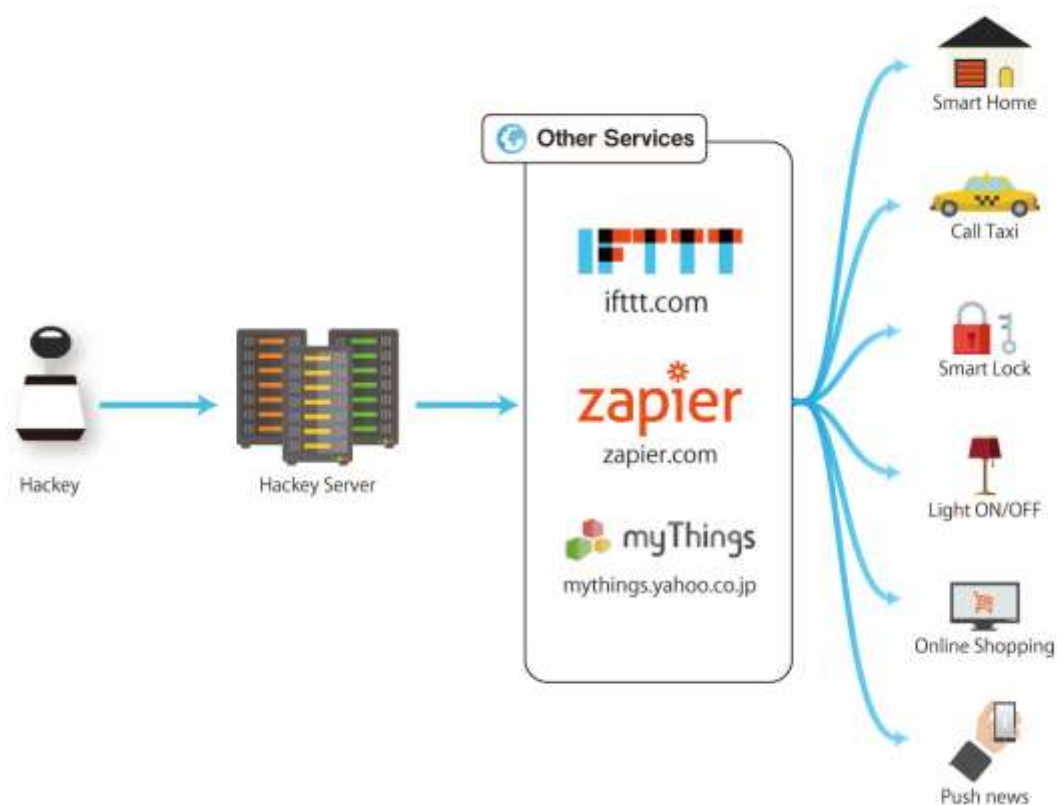 Smart Home
Other Services
IFTTT
ifttt.com
Call Taxi
zapier
zapier.com
Smart Lock
Hackey
Hackey Server
Light ON/OFF
myThings
mythings.yahoo.co.jp
Online Shopping
Push news